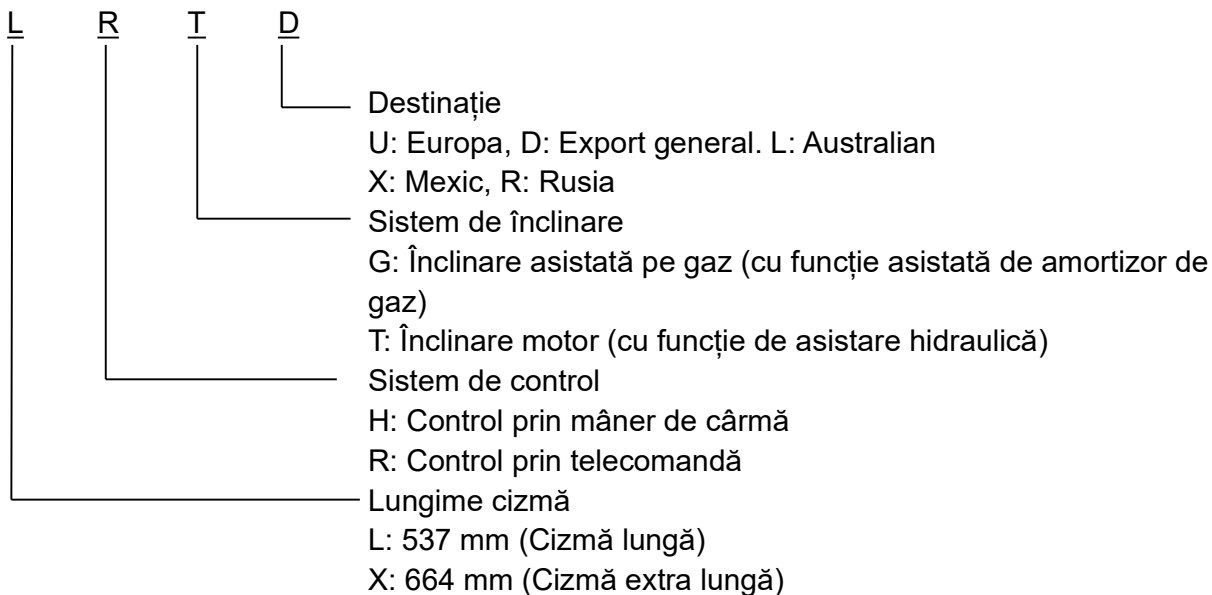 L R T D
Destinație
U: Europa, D: Export general. L: Australian
X: Mexic, R: Rusia
Sistem de înclinare
G: Înclinare asistată pe gaz (cu funcție asistată de amortizor de
gaz)
T: Înclinare motor (cu funcție de asistare hidraulică)
Sistem de control
H: Control prin mâner de cârmă
R: Control prin telecomandă
Lungime cizmă
L: 537 mm (Cizmă lungă)
X: 664 mm (Cizmă extra lungă)